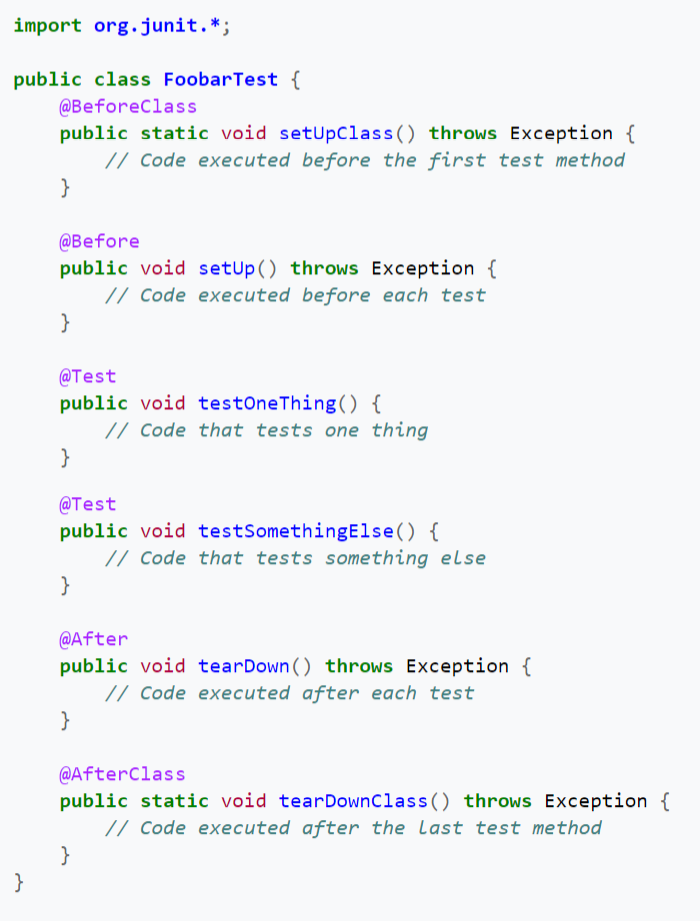 import org.junit.*;

public class FoobarTest {
    @BeforeClass
    public static void setUpClass() throws Exception {
        // Code executed before the first test method
    }

    @Before
    public void setUp() throws Exception {
        // Code executed before each test
    }

    @Test
    public void testOneThing() {
        // Code that tests one thing
    }

    @Test
    public void testSomethingElse() {
        // Code that tests something else
    }

    @After
    public void tearDown() throws Exception {
        // Code executed after each test
    }

    @AfterClass
    public static void tearDownClass() throws Exception {
        // Code executed after the last test method
    }
}